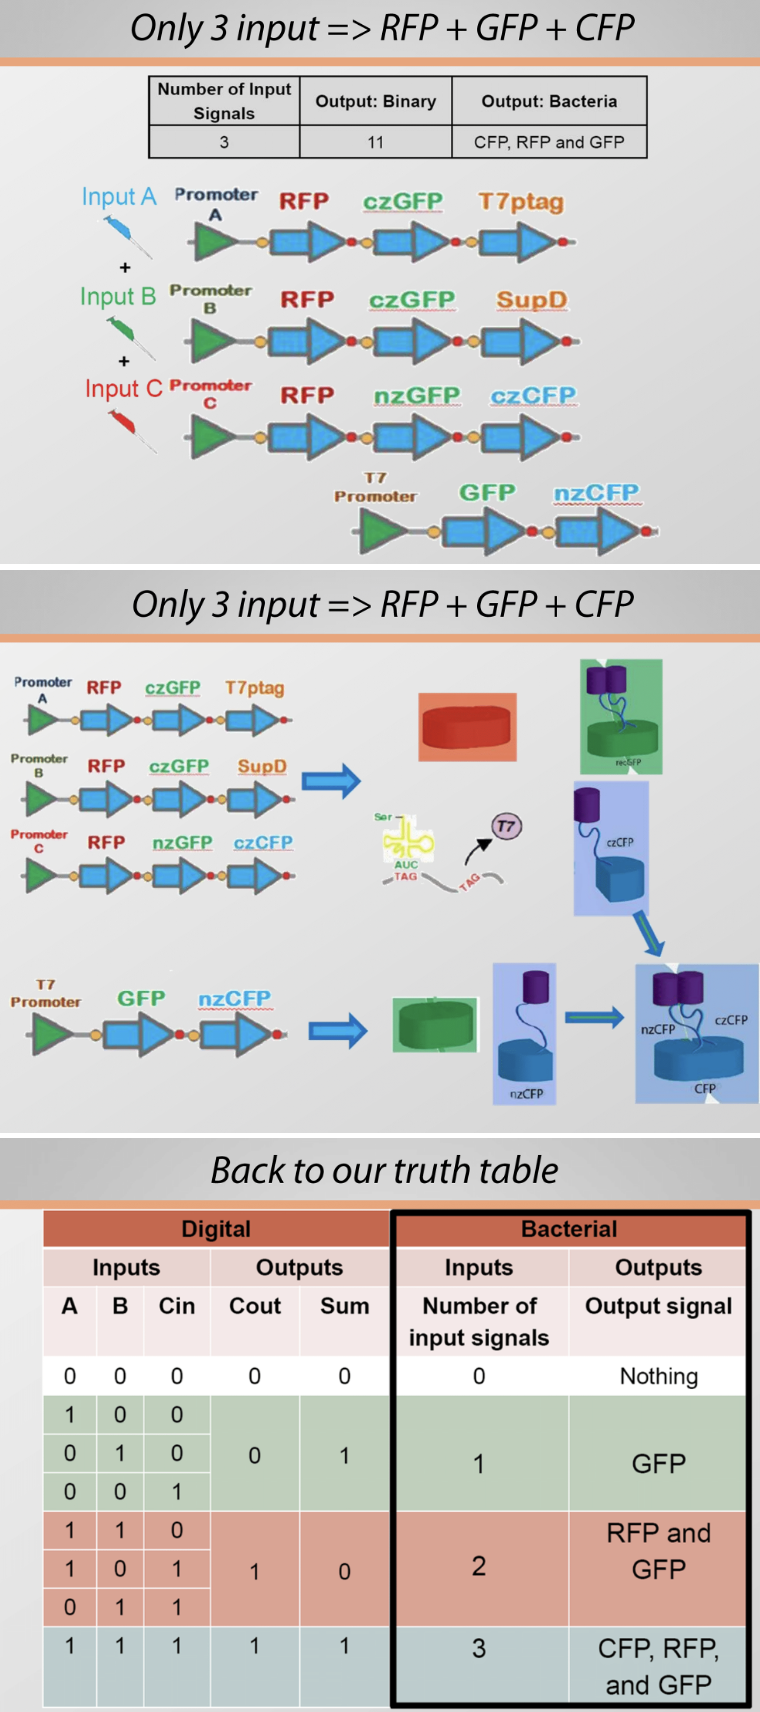 Only 3 input => RFP + GFP + CFP
Number of Input Signals
Output: Binary
Output: Bacteria
3
11
CFP, RFP and GFP
Input A
Promoter A
RFP
czGFP
T7ptag
+
Input B
Promoter B
RFP
czGFP
SupD
+
Input C
Promoter C
RFP
nzGFP
czCFP
T7 Promoter
GFP
nzCFP
Only 3 input => RFP + GFP + CFP
Promoter A
RFP
czGFP
T7ptag
Promoter B
RFP
czGFP
SupD
Promoter C
RFP
nzGFP
czCFP
recGFP
Ser
AUC
TAG
TAG
T7
czCFP
T7 Promoter
GFP
nzCFP
nzCFP
nzCFP
czCFP
CFP
Back to our truth table
Digital
Bacterial
Inputs
Outputs
Inputs
Outputs
A B Cin Cout Sum
Number of input signals
Output signal
0 0 0 0 0 0 Nothing
1 0 0
0 1 0 0 1 1 GFP
0 0 1
1 1 0
1 0 1 1 0 2 RFP and GFP
0 1 1
1 1 1 1 1 3 CFP, RFP, and GFP